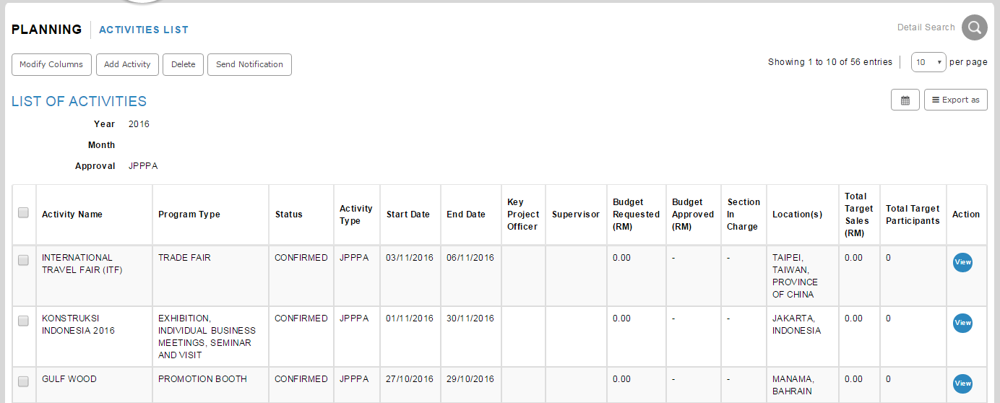 PLANNING ACTIVITIES LIST
Detail Search
Modify Columns Add Activity Delete Send Notification
Showing 1 to 10 of 56 entries 10 per page
LIST OF ACTIVITIES
Export as
Year 2016
Month
Approval JPPPA
Activity Name
Program Type
Status
Activity
Type
Start Date
End Date
Key
Project
Officer
Supervisor
Budget
Requested
(RM)
Budget
Approved
(RM)
Section
In
Charge
Location(s)
Total
Target
Sales
(RM)
Total Target
Participants
Action
INTERNATIONAL
TRAVEL FAIR (ITF)
TRADE FAIR
CONFIRMED
JPPPA
03/11/2016
06/11/2016
0.00
-
-
TAIPEI,
TAIWAN,
PROVINCE
OF CHINA
0.00
0
View
KONSTRUKSI
INDONESIA 2016
EXHIBITION,
INDIVIDUAL BUSINESS
MEETINGS, SEMINAR
AND VISIT
CONFIRMED
JPPPA
01/11/2016
30/11/2016
0.00
-
-
JAKARTA,
INDONESIA
0.00
0
View
GULF WOOD
PROMOTION BOOTH
CONFIRMED
JPPPA
27/10/2016
29/10/2016
0.00
-
-
MANAMA,
BAHRAIN
0.00
0
View